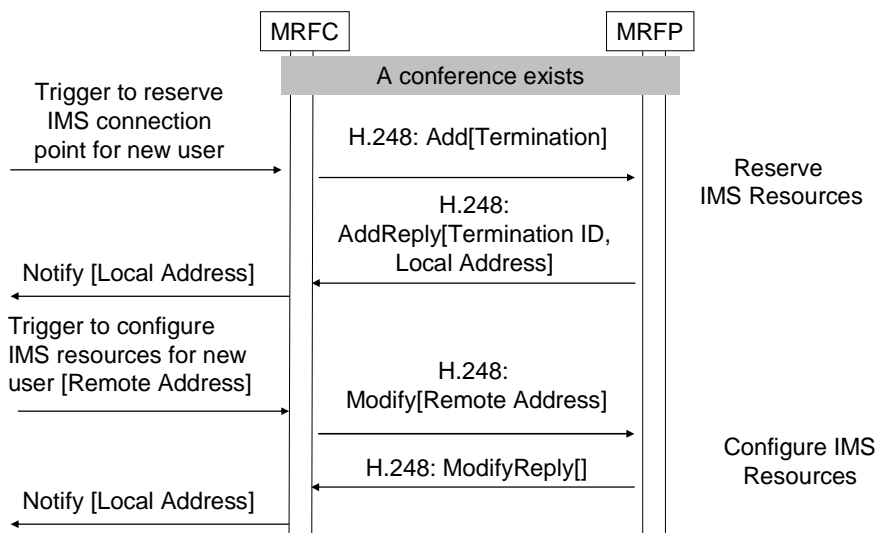 MRFC
MRFP
A conference exists
Trigger to reserve
IMS connection
point for new user
H.248: Add[Termination]
Reserve
IMS Resources
H.248:
AddReply[Termination ID,
Local Address]
Notify [Local Address]
Trigger to configure
IMS resources for new
user [Remote Address]
H.248:
Modify[Remote Address]
Configure IMS
Resources
H.248: ModifyReply[]
Notify [Local Address]